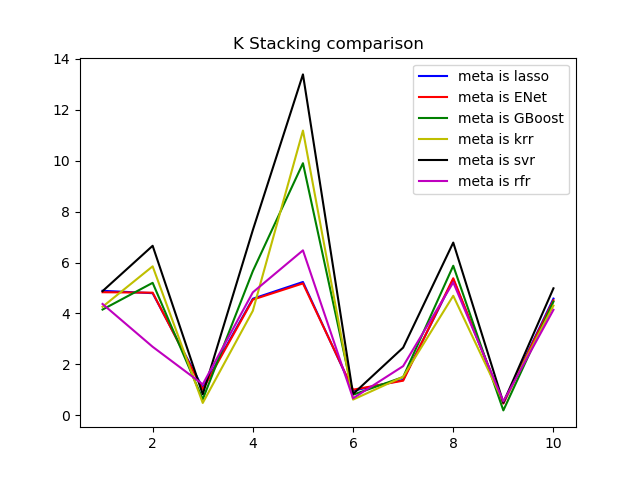 K Stacking comparison
14
12
10
8
6
4
2
0
2 4 6 8 10
meta is lasso
meta is ENet
meta is GBoost
meta is krr
meta is svr
meta is rfr